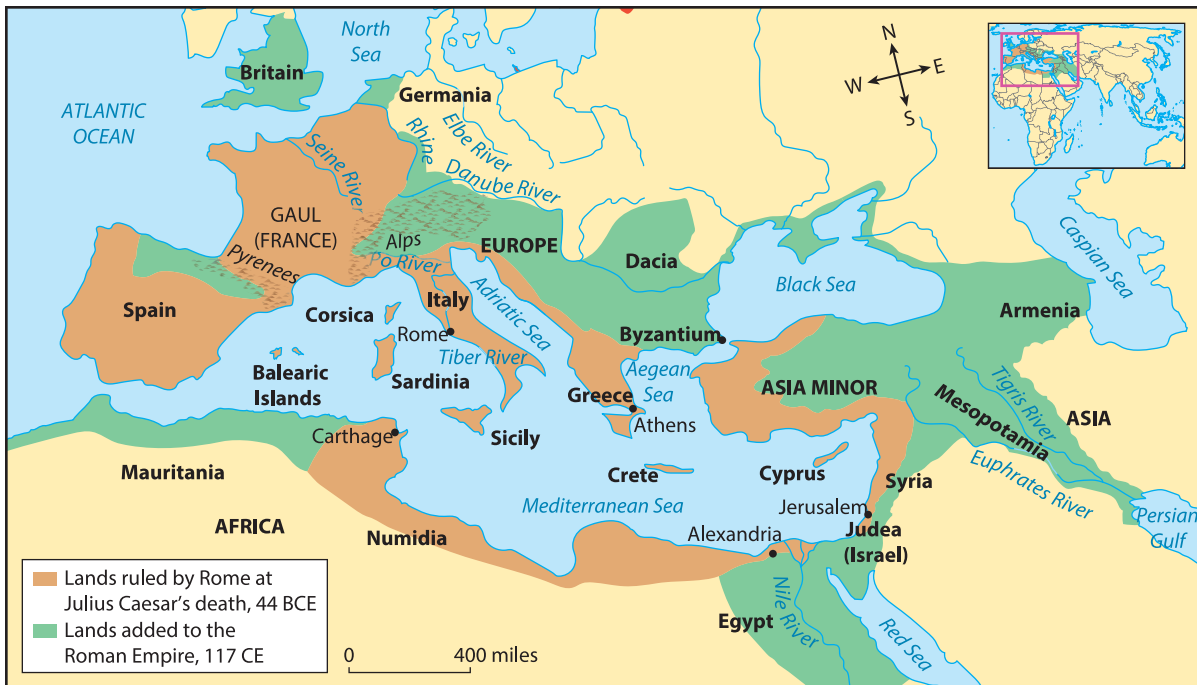 North
Sea
Britain
ATLANTIC
OCEAN
Germania
Elbe River
Rhine
Danube River
Seine River
GAUL
(FRANCE)
Alps
Po River
EUROPE
Dacia
Pyrenees
Spain
Corsica
Italy
Rome
Adriatic Sea
Tiber River
Byzantium
Black Sea
Caspian Sea
Armenia
Balearic
Islands
Sardinia
Aegean
Sea
Greece
Athens
ASIA MINOR
Tigris River
Mesopotamia
ASIA
Carthage
Sicily
Crete
Cyprus
Syria
Euphrates River
Mauritania
Mediterranean Sea
Jerusalem
Persian
Gulf
AFRICA
Numidia
Alexandria
Judea
(Israel)
Egypt
Nile River
Red Sea
N
W
E
S
Lands ruled by Rome at
Julius Caesar’s death, 44 BCE
Lands added to the
Roman Empire, 117 CE
0 400 miles